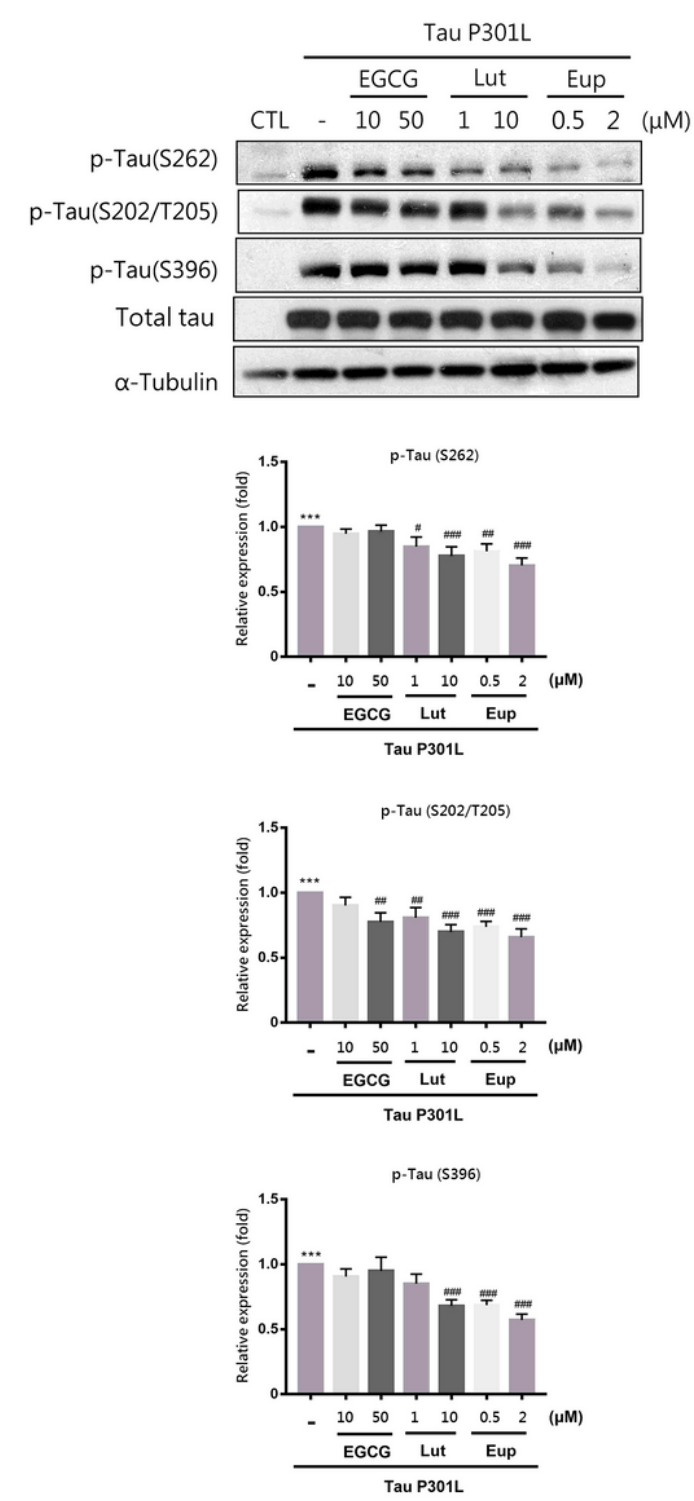 Tau P301L
EGCG Lut Eup
CTL - 10 50 1 10 0.5 2 (μM)
p-Tau(S262)
p-Tau(S202/T205)
p-Tau(S396)
Total tau
α-Tubulin
p-Tau (S262)
Relative expression (fold)
1.5
1.0
0.5
0
*** # ### ## ###
- 10 50 1 10 0.5 2 (μM)
EGCG Lut Eup
Tau P301L
p-Tau (S202/T205)
Relative expression (fold)
1.5
1.0
0.5
0
*** ## ## ### ### ###
- 10 50 1 10 0.5 2 (μM)
EGCG Lut Eup
Tau P301L
p-Tau (S396)
Relative expression (fold)
1.5
1.0
0.5
0
*** ### ### ###
- 10 50 1 10 0.5 2 (μM)
EGCG Lut Eup
Tau P301L